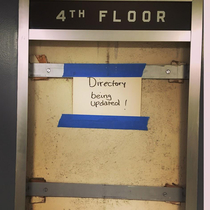 4TH FLOOR
Directory
being
updated!